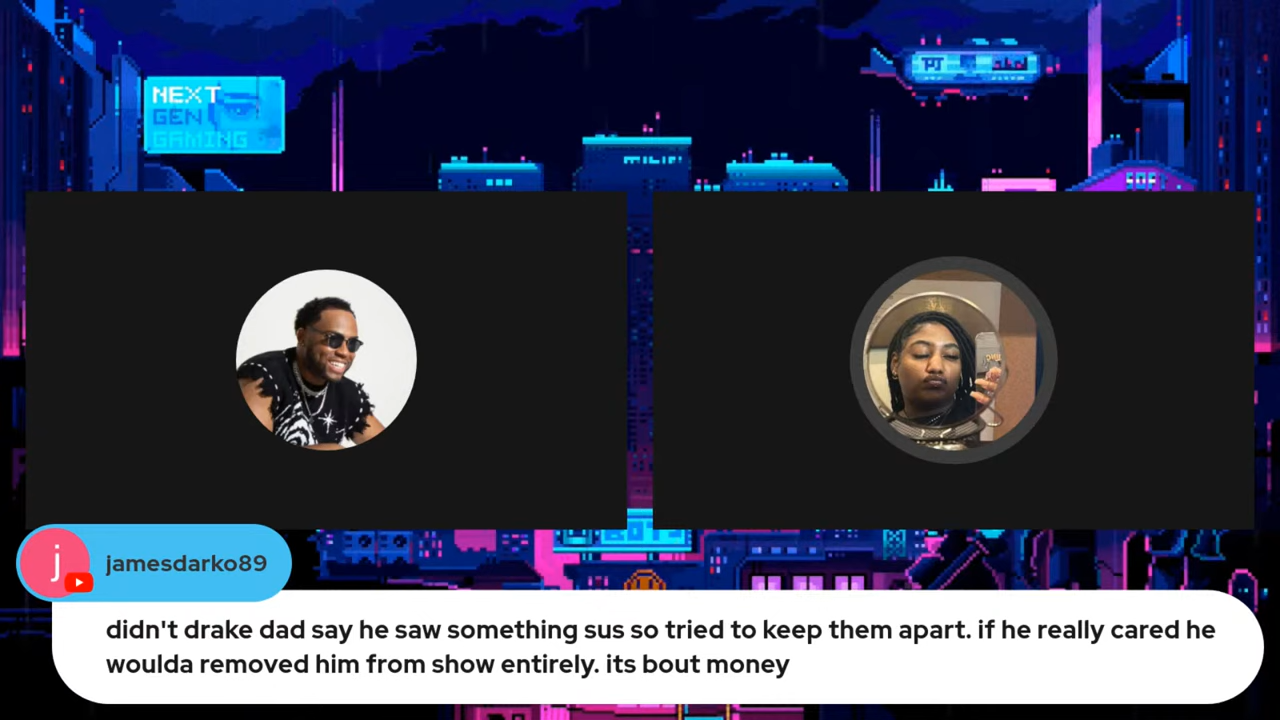 NEXT
GEN
GAMING
jamesdarko89
didn't drake dad say he saw something sus so tried to keep them apart. if he really cared he
woulda removed him from show entirely. its bout money